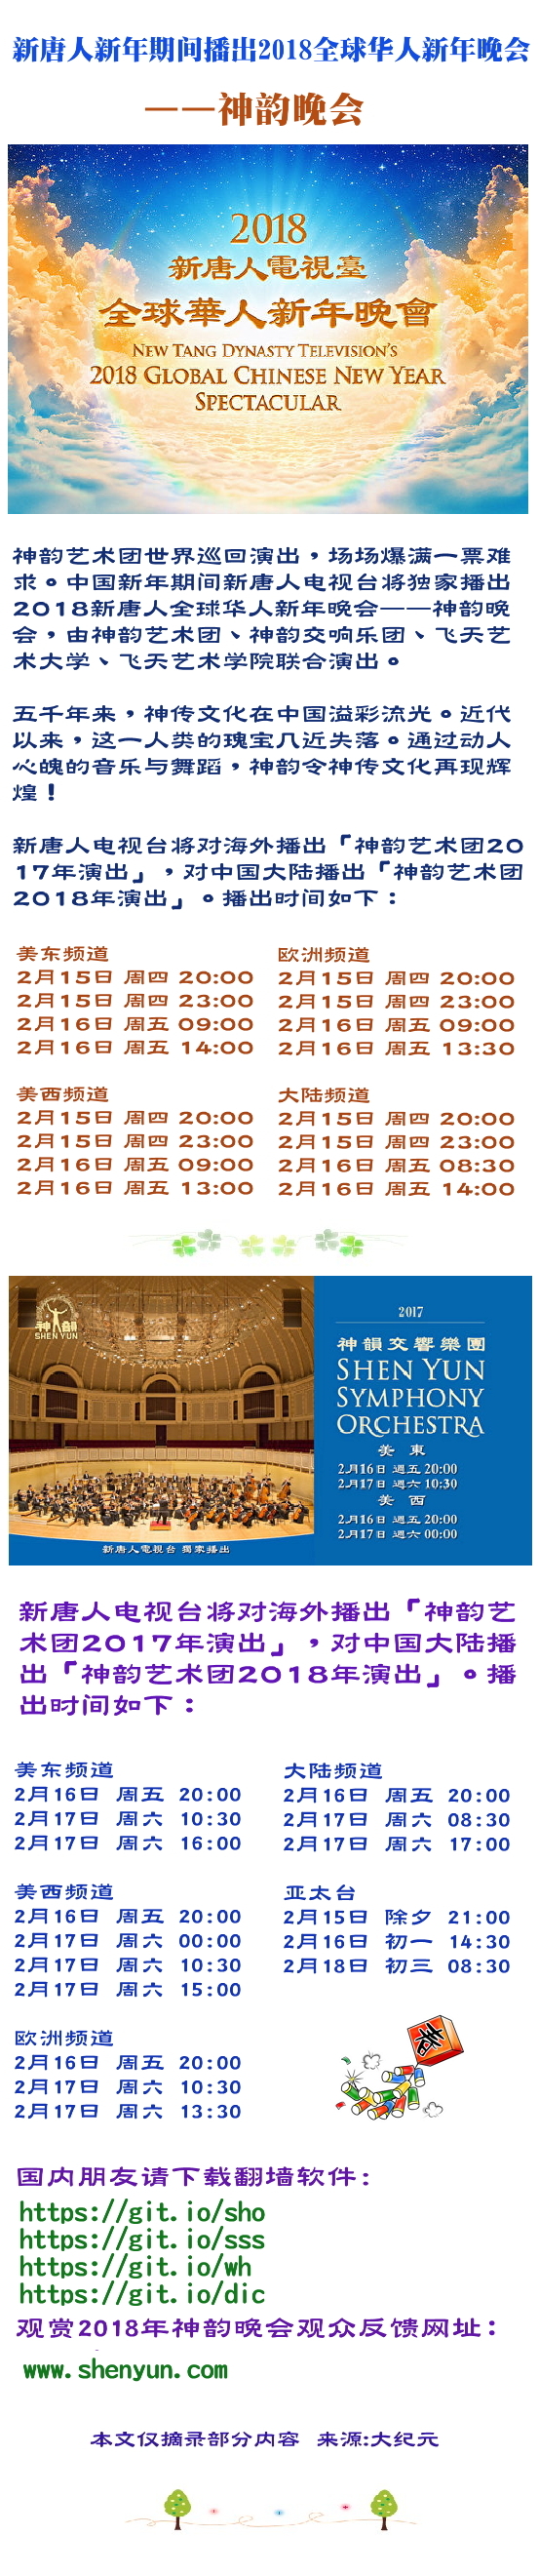 新唐人新年期间播出2018全球华人新年晚会
——神韵晚会
2018
新唐人電視臺
全球華人新年晚會
NEW TANG DYNASTY TELEVISION'S
2018 GLOBAL CHINESE NEW YEAR
SPECTACULAR
神韵艺术团世界巡回演出，场场爆满一票难
求。中国新年期间新唐人电视台将独家播出
2018新唐人全球华人新年晚会——神韵晚
会，由神韵艺术团、神韵交响乐团、飞天艺
术大学、飞天艺术学院联合演出。
五千年来，神传文化在中国溢彩流光。近代
以来，这一人类的瑰宝几近失落。通过动人
心魄的音乐与舞蹈，神韵令神传文化再现辉
煌！
新唐人电视台将对海外播出「神韵艺术团20
17年演出」，对中国大陆播出「神韵艺术团
2018年演出」。播出时间如下：
美东频道
2月15日 周四 20:00
2月15日 周四 23:00
2月16日 周五 09:00
2月16日 周五 14:00
欧洲频道
2月15日 周四 20:00
2月15日 周四 23:00
2月16日 周五 09:00
2月16日 周五 13:30
美西频道
2月15日 周四 20:00
2月15日 周四 23:00
2月16日 周五 09:00
2月16日 周五 13:00
大陆频道
2月15日 周四 20:00
2月15日 周四 23:00
2月16日 周五 08:30
2月16日 周五 14:00
神韻
SHEN YUN
新唐人電視台 獨家播出
2017
神韻交響樂團
SHEN YUN
SYMPHONY
ORCHESTRA
美 東
2月16日 週五 20:00
2月17日 週六 10:30
美 西
2月16日 週五 20:00
2月17日 週六 00:00
新唐人电视台将对海外播出「神韵艺
术团2017年演出」，对中国大陆播
出「神韵艺术团2018年演出」。播
出时间如下：
美东频道
2月16日 周五 20:00
2月17日 周六 10:30
2月17日 周六 16:00
大陆频道
2月16日 周五 20:00
2月17日 周六 08:30
2月17日 周六 17:00
美西频道
2月16日 周五 20:00
2月17日 周六 00:00
2月17日 周六 10:30
2月17日 周六 15:00
亚太台
2月15日 除夕 21:00
2月16日 初一 14:30
2月18日 初三 08:30
欧洲频道
2月16日 周五 20:00
2月17日 周六 10:30
2月17日 周六 13:30
国内朋友请下载翻墙软件：
https://git.io/sho
https://git.io/sss
https://git.io/wh
https://git.io/dic
观赏2018年神韵晚会观众反馈网址：
www.shenyun.com
本文仅摘录部分内容 来源:大纪元